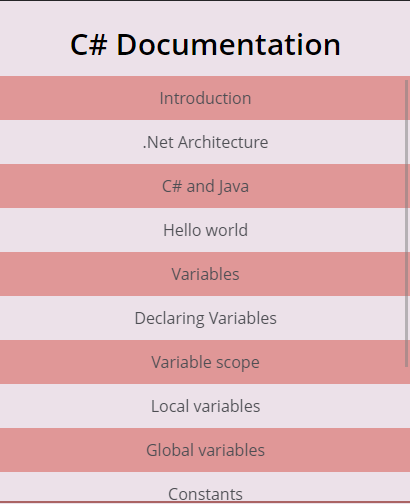 C# Documentation
Introduction
.Net Architecture
C# and Java
Hello world
Variables
Declaring Variables
Variable scope
Local variables
Global variables
Constants